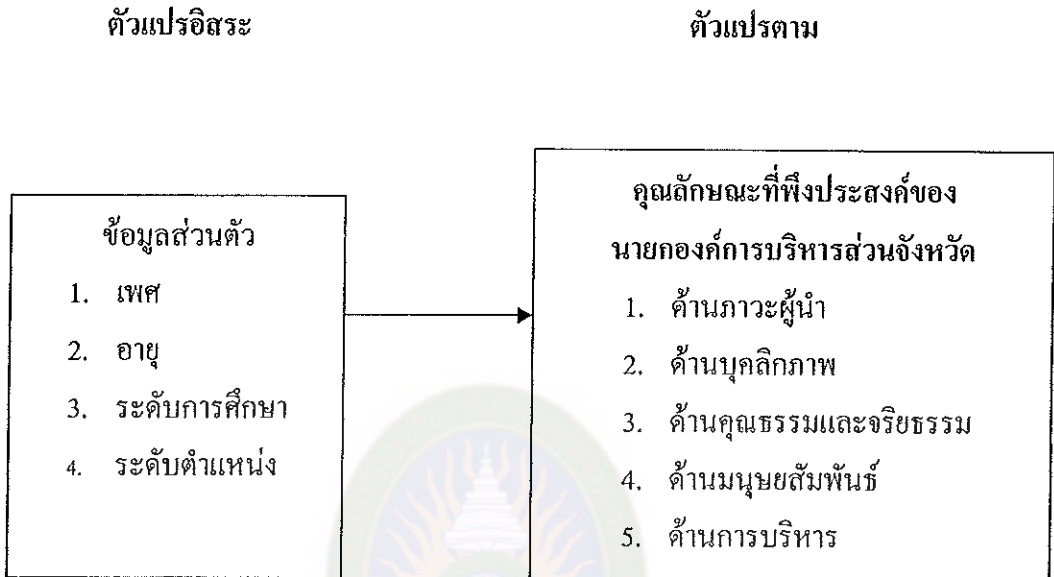 ตัวแปรอิสระ
ตัวแปรตาม
ข้อมูลส่วนตัว
1. เพศ
2. อายุ
3. ระดับการศึกษา
4. ระดับตำแหน่ง
คุณลักษณะที่พึงประสงค์ของ
นายกองค์การบริหารส่วนจังหวัด
1. ด้านภาวะผู้นำ
2. ด้านบุคลิกภาพ
3. ด้านคุณธรรมและจริยธรรม
4. ด้านมนุษยสัมพันธ์
5. ด้านการบริหาร